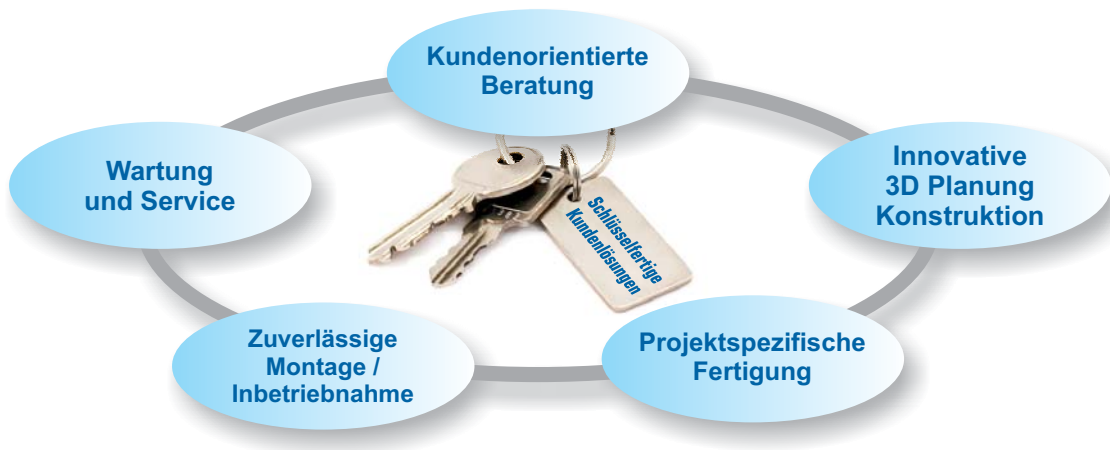 Kundenorientierte
Beratung
Innovative
3D Planung
Konstruktion
Projektspezifische
Fertigung
Zuverlässige
Montage /
Inbetriebnahme
Wartung
und Service
Schlüsselfertige
Kundenlösungen